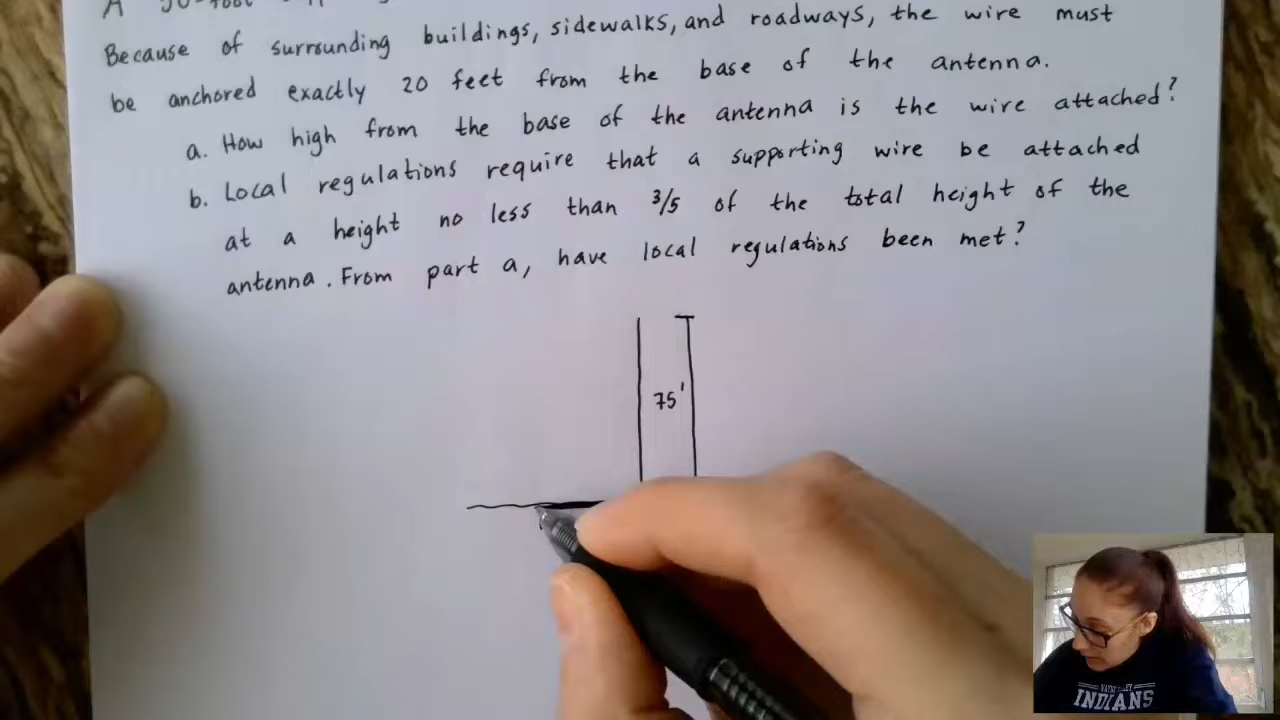 A 50-foot
Because of surrounding buildings, sidewalks, and roadways, the wire must
be anchored exactly 20 feet from the base of the antenna.
a. How high from the base of the antenna is the wire attached?
b. Local regulations require that a supporting wire be attached
at a height no less than 3/5 of the total height of the
antenna. From part a, have local regulations been met?
75'
INDIANS